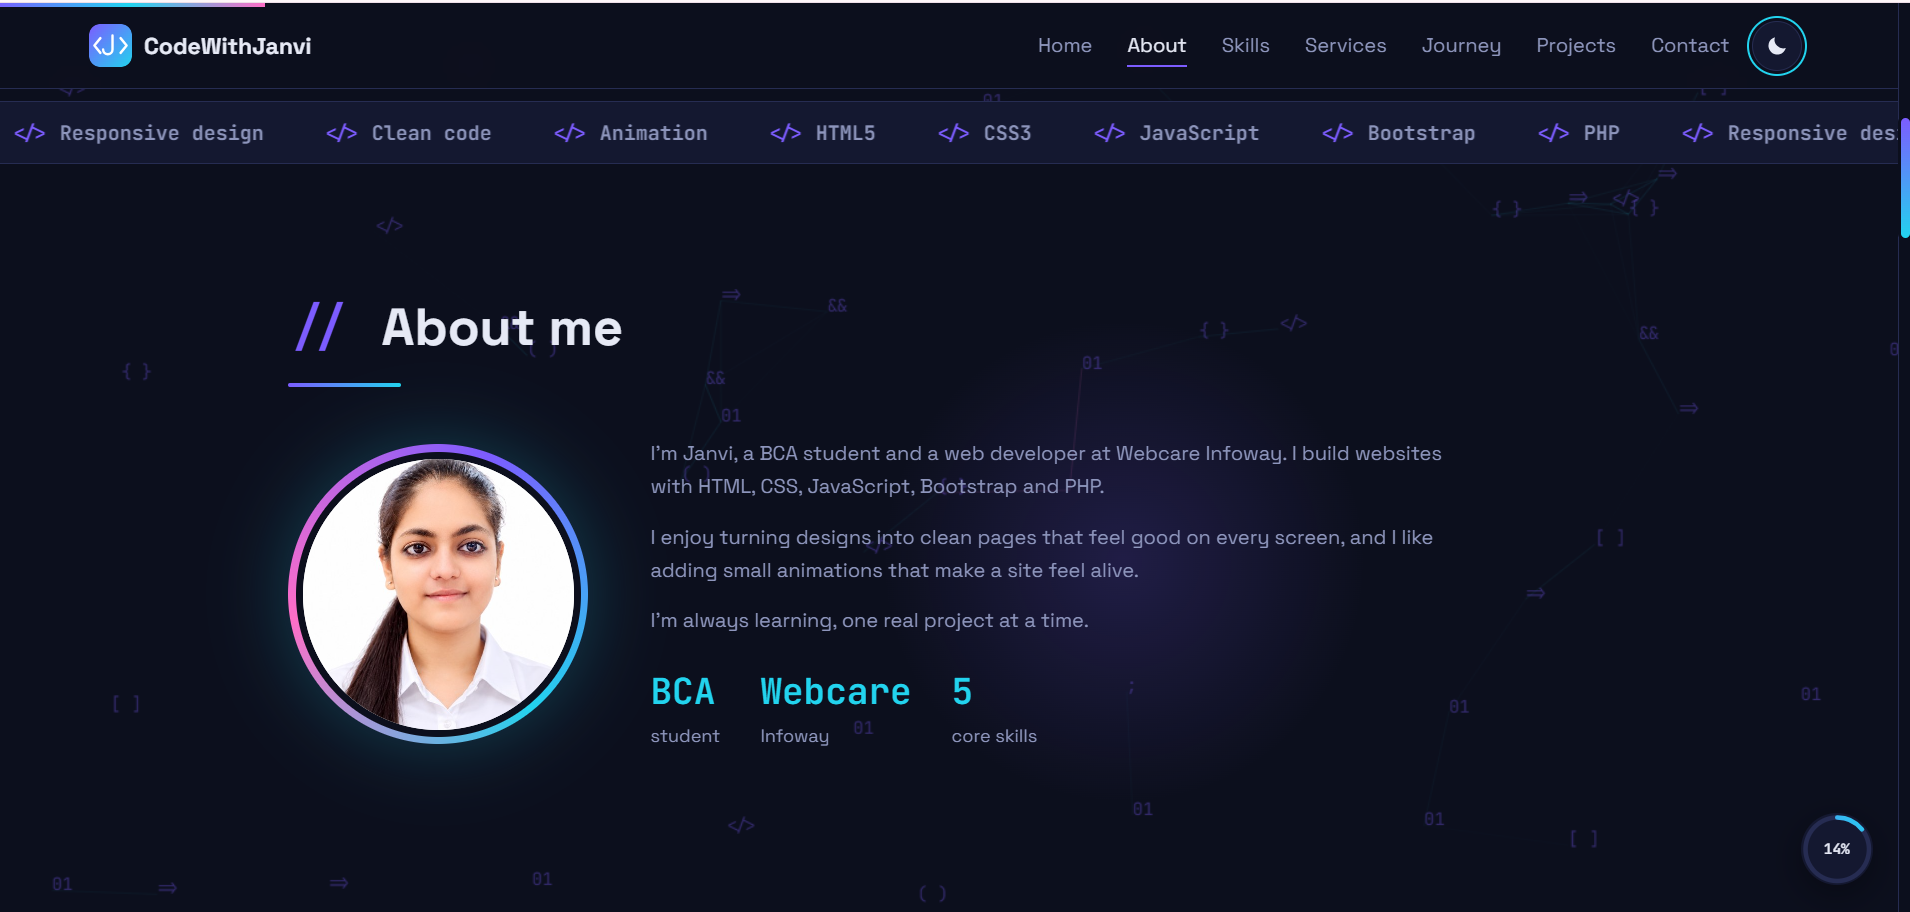 CodeWithJanvi
Home About Skills Services Journey Projects Contact
</> Responsive design </> Clean code </> Animation </> HTML5 </> CSS3 </> JavaScript </> Bootstrap </> PHP </> Responsive
// About me
I'm Janvi, a BCA student and a web developer at Webcare Infoway. I build websites
with HTML, CSS, JavaScript, Bootstrap and PHP.
I enjoy turning designs into clean pages that feel good on every screen, and I like
adding small animations that make a site feel alive.
I'm always learning, one real project at a time.
BCA Webcare 5
student Infoway core skills
14%